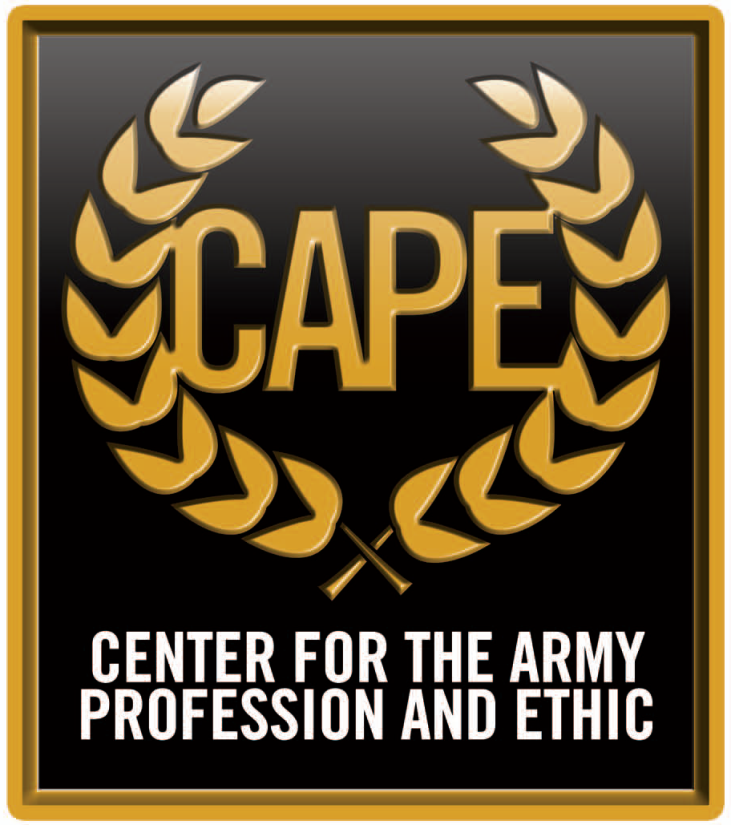 CAPE
CENTER FOR THE ARMY
PROFESSION AND ETHIC